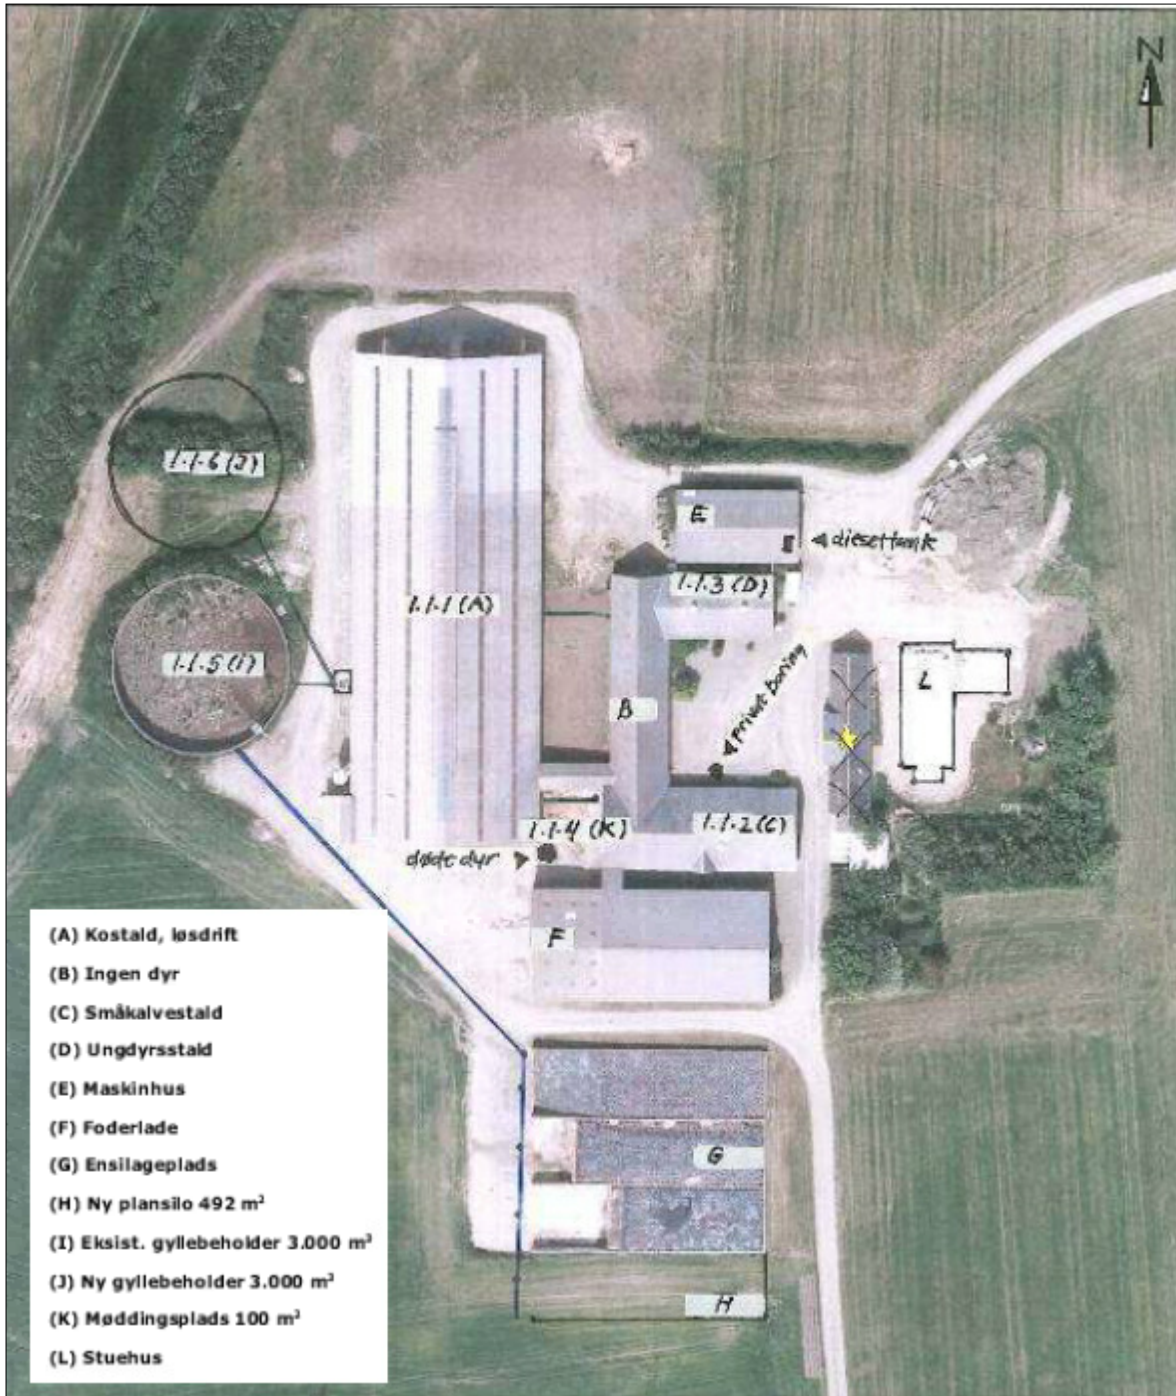 N
1.1.6 (J)
E
dieseltank
1.1.3 (D)
1.1.1 (A)
1.1.5 (I)
L
B
Privat boring
1.1.4 (K)
1.1.2 (C)
døde dyr
F
G
H
(A) Kostald, løsdrift
(B) Ingen dyr
(C) Småkalvestald
(D) Ungdyrsstald
(E) Maskinhus
(F) Foderlade
(G) Ensilageplads
(H) Ny plansilo 492 m²
(I) Eksist. gyllebeholder 3.000 m³
(J) Ny gyllebeholder 3.000 m³
(K) Møddingsplads 100 m²
(L) Stuehus